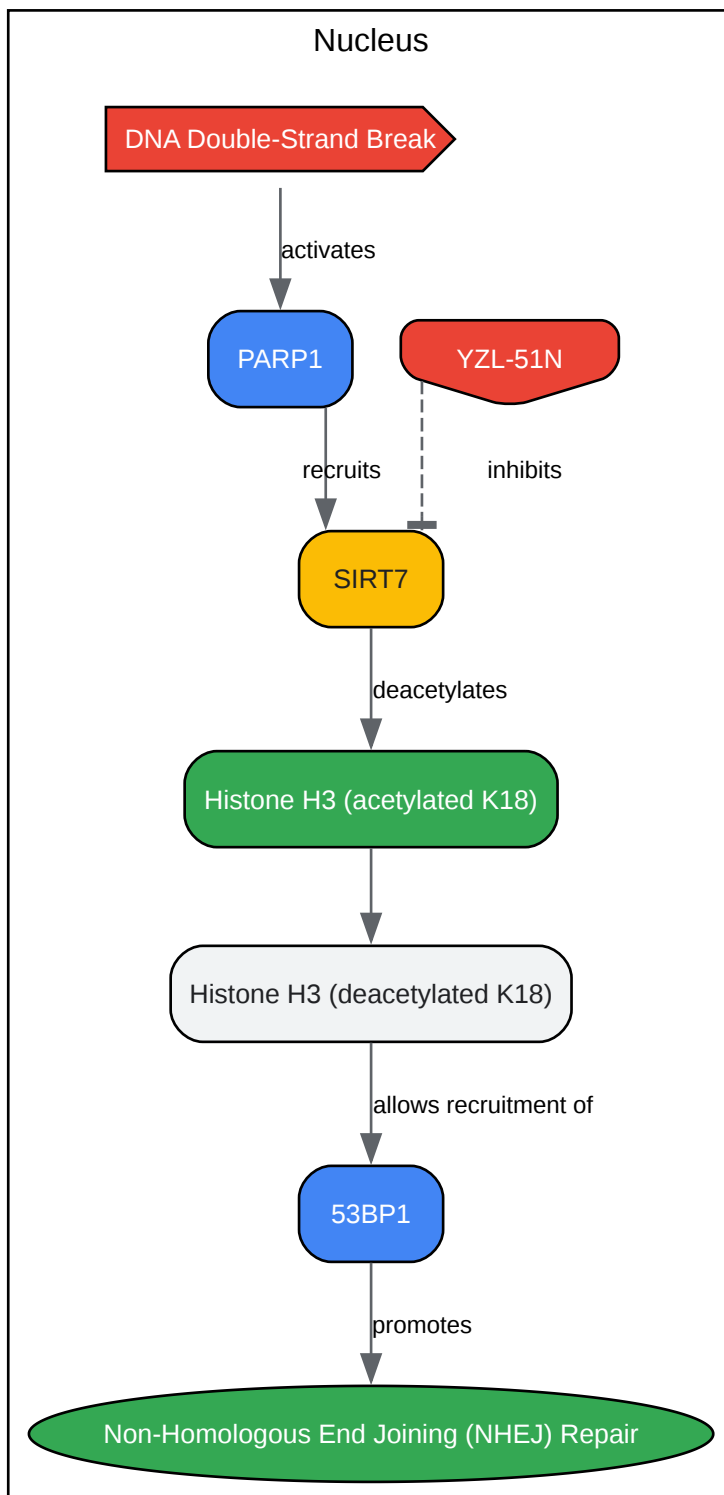 Nucleus
DNA Double-Strand Break
activates
PARP1
YZL-51N
recruits
inhibits
SIRT7
deacetylates
Histone H3 (acetylated K18)
Histone H3 (deacetylated K18)
allows recruitment of
53BP1
promotes
Non-Homologous End Joining (NHEJ) Repair